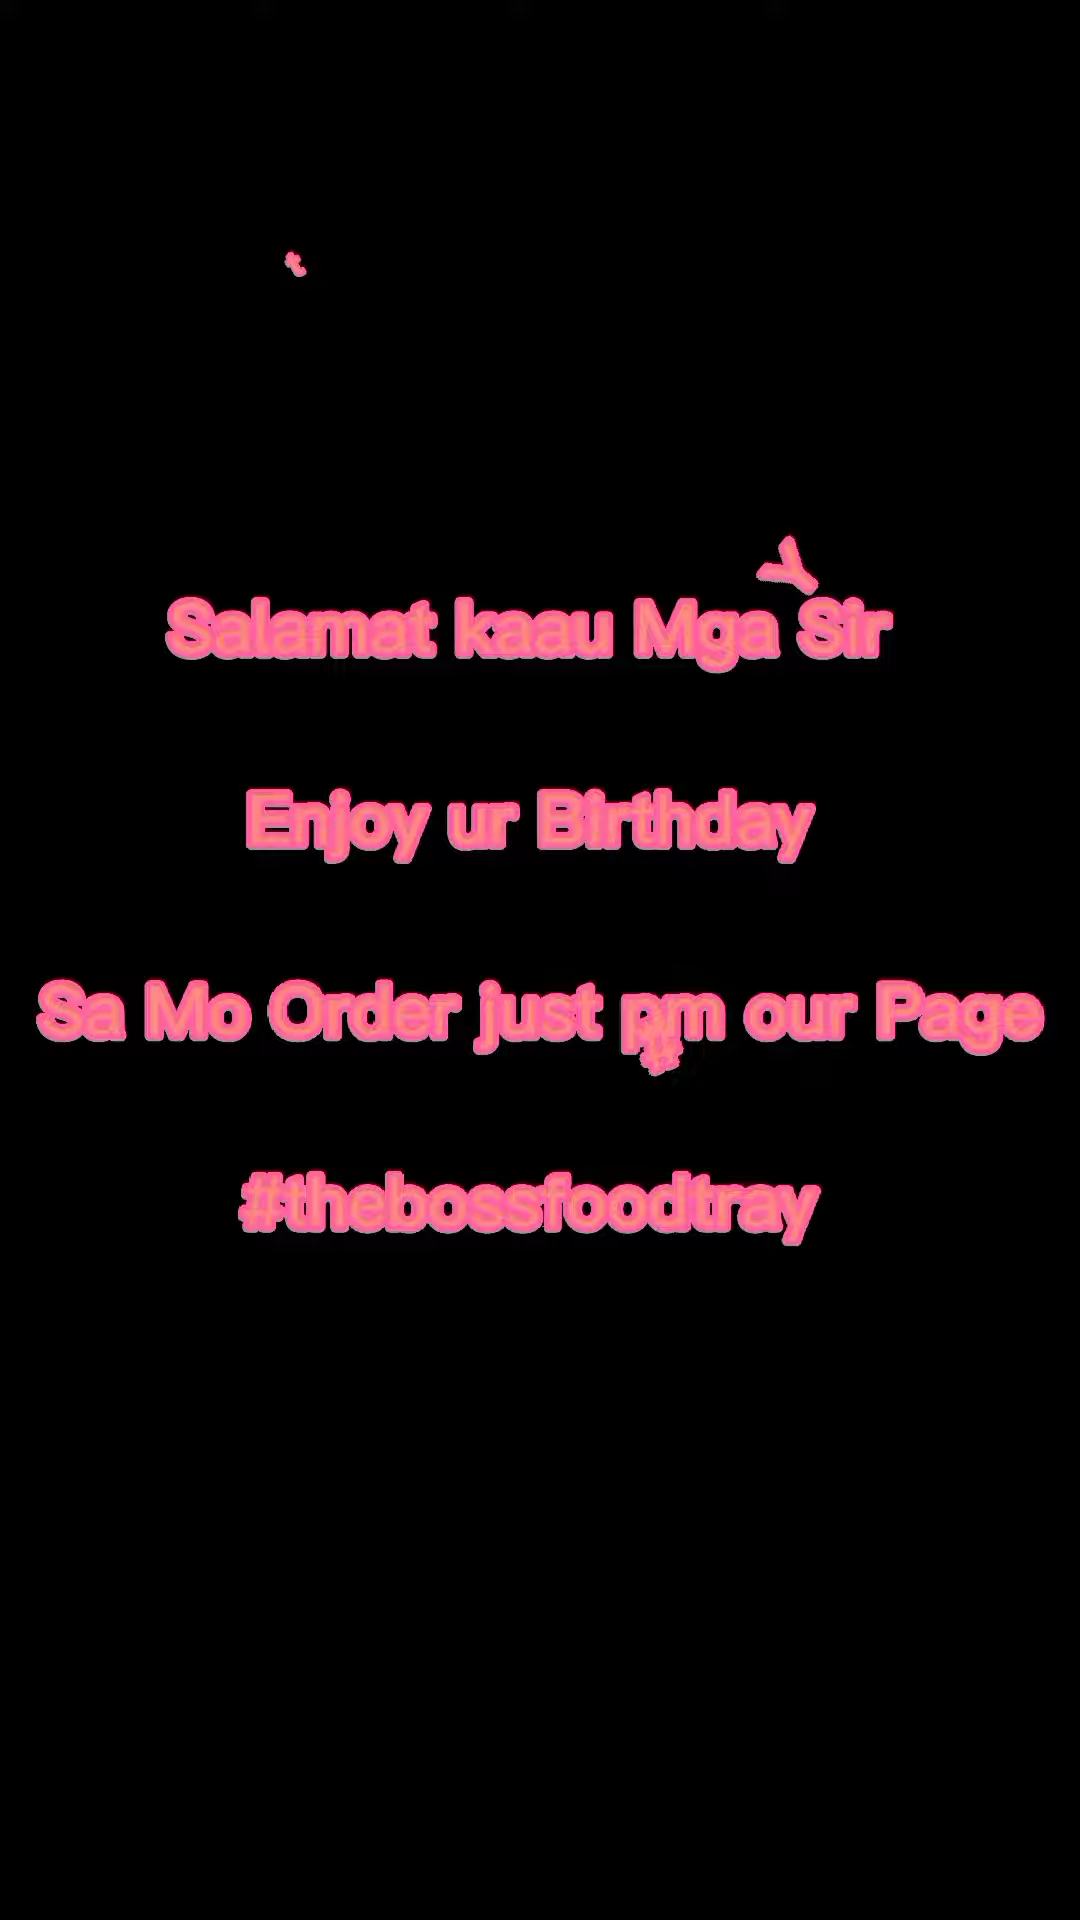 Salamat kaau Mga Sir
Enjoy ur Birthday
Sa Mo Order just pm our Page
#thebossfoodtray